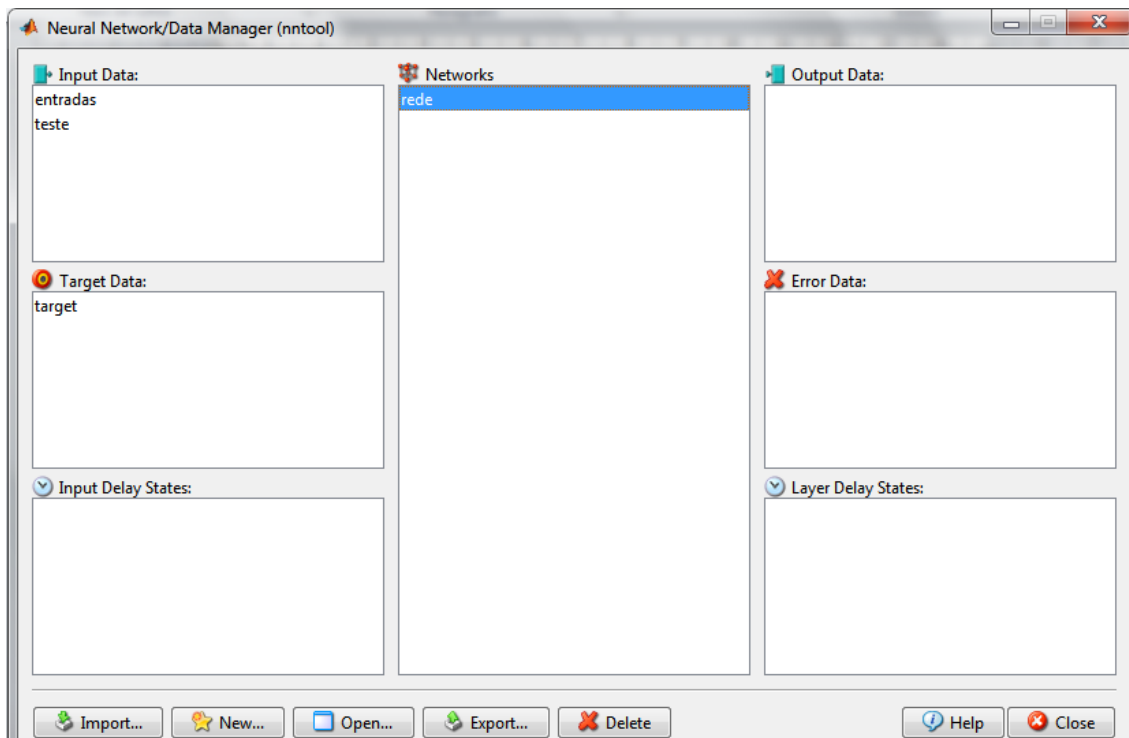 Neural Network/Data Manager (nntool)
Input Data:
entradas
teste
Target Data:
target
Input Delay States:
Networks
rede
Output Data:
Error Data:
Layer Delay States:
Import...
New...
Open...
Export...
Delete
Help
Close